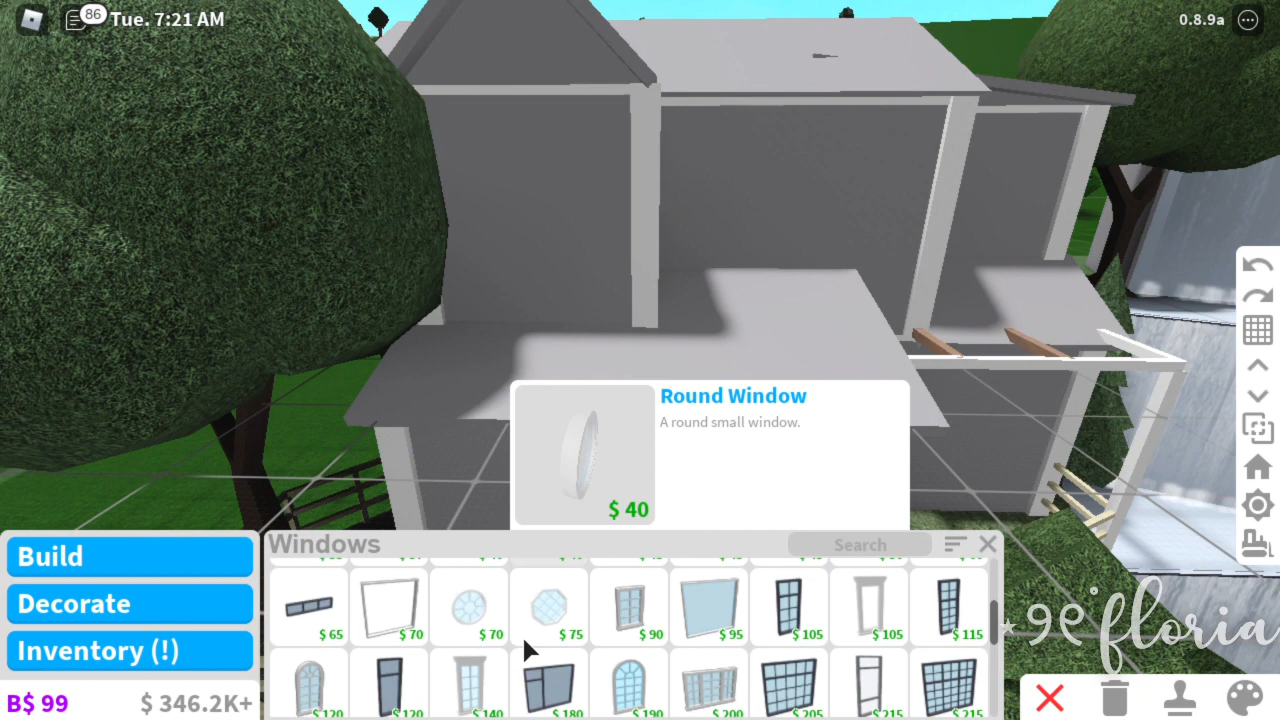 86
Tue. 7:21 AM
0.8.9a
Round Window
A round small window.
$ 40
Windows
Search
Build
Decorate
Inventory (!)
B$ 99
$ 346.2K+
$ 65
$ 70
$ 70
$ 75
$ 90
$ 95
$ 105
$ 105
$ 115
$ 120
$ 120
$ 140
$ 180
$ 190
$ 200
$ 205
$ 215
$ 215